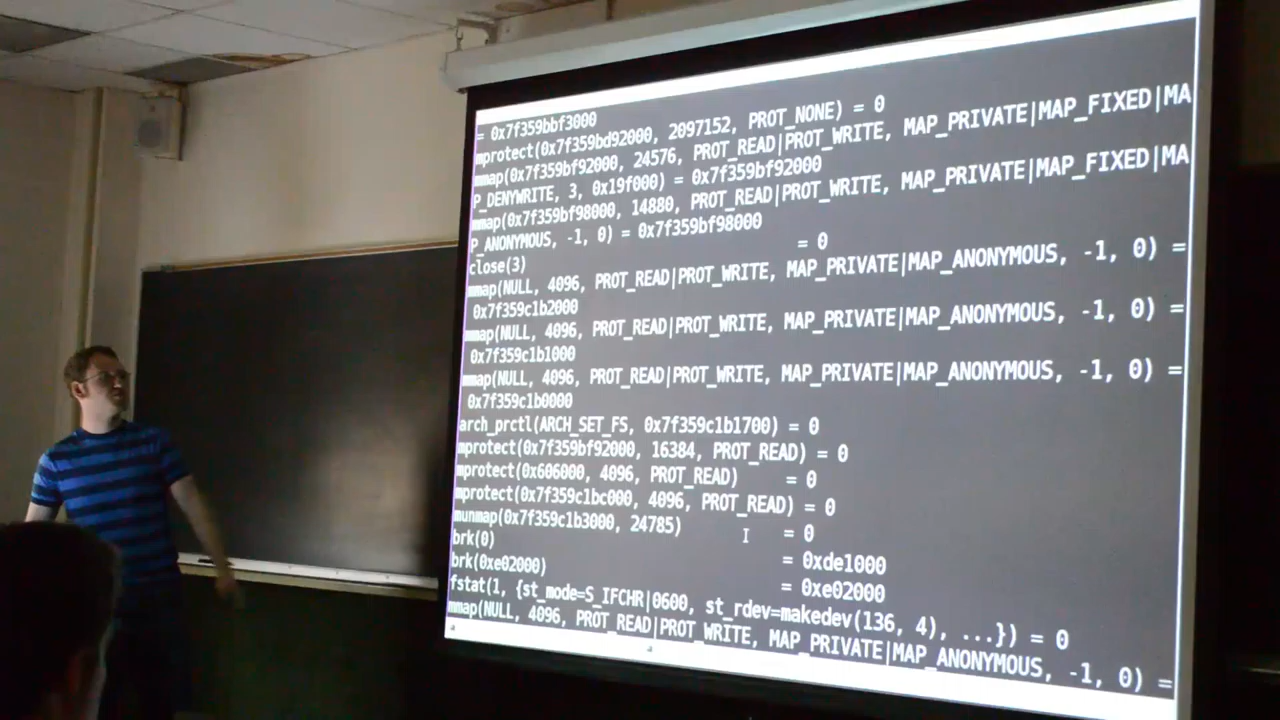 = 0x7f359bbf3000
mprotect(0x7f359bd92000, 2097152, PROT_NONE) = 0
mmap(0x7f359bf92000, 24576, PROT_READ|PROT_WRITE, MAP_PRIVATE|MAP_FIXED|MA
P_DENYWRITE, 3, 0x19f000) = 0x7f359bf92000
mmap(0x7f359bf98000, 14880, PROT_READ|PROT_WRITE, MAP_PRIVATE|MAP_FIXED|MA
P_ANONYMOUS, -1, 0) = 0x7f359bf98000
close(3) = 0
mmap(NULL, 4096, PROT_READ|PROT_WRITE, MAP_PRIVATE|MAP_ANONYMOUS, -1, 0) =
0x7f359c1b2000
mmap(NULL, 4096, PROT_READ|PROT_WRITE, MAP_PRIVATE|MAP_ANONYMOUS, -1, 0) =
0x7f359c1b1000
mmap(NULL, 4096, PROT_READ|PROT_WRITE, MAP_PRIVATE|MAP_ANONYMOUS, -1, 0) =
0x7f359c1b0000
arch_prctl(ARCH_SET_FS, 0x7f359c1b1700) = 0
mprotect(0x7f359bf92000, 16384, PROT_READ) = 0
mprotect(0x606000, 4096, PROT_READ) = 0
mprotect(0x7f359c1bc000, 4096, PROT_READ) = 0
munmap(0x7f359c1b3000, 24785) = 0
brk(0) = 0xde1000
brk(0xe02000) = 0xe02000
fstat(1, {st_mode=S_IFCHR|0600, st_rdev=makedev(136, 4), ...}) = 0
mmap(NULL, 4096, PROT_READ|PROT_WRITE, MAP_PRIVATE|MAP_ANONYMOUS, -1, 0) =